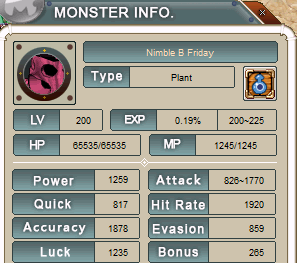 MONSTER INFO.
Nimble B Friday
Type Plant
LV 200 EXP 0.19% 200~225
HP 65535/65535 MP 1245/1245
Power 1259 Attack 826~1770
Quick 817 Hit Rate 1920
Accuracy 1878 Evasion 859
Luck 1235 Bonus 265